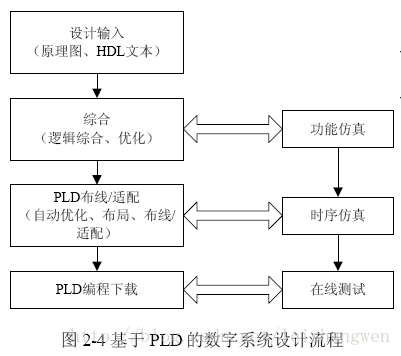 设计输入
（原理图、HDL文本）
综合
（逻辑综合、优化）
功能仿真
PLD布线/适配
（自动优化、布局、布线/
适配）
时序仿真
PLD编程下载
在线测试
图 2-4 基于 PLD 的数字系统设计流程